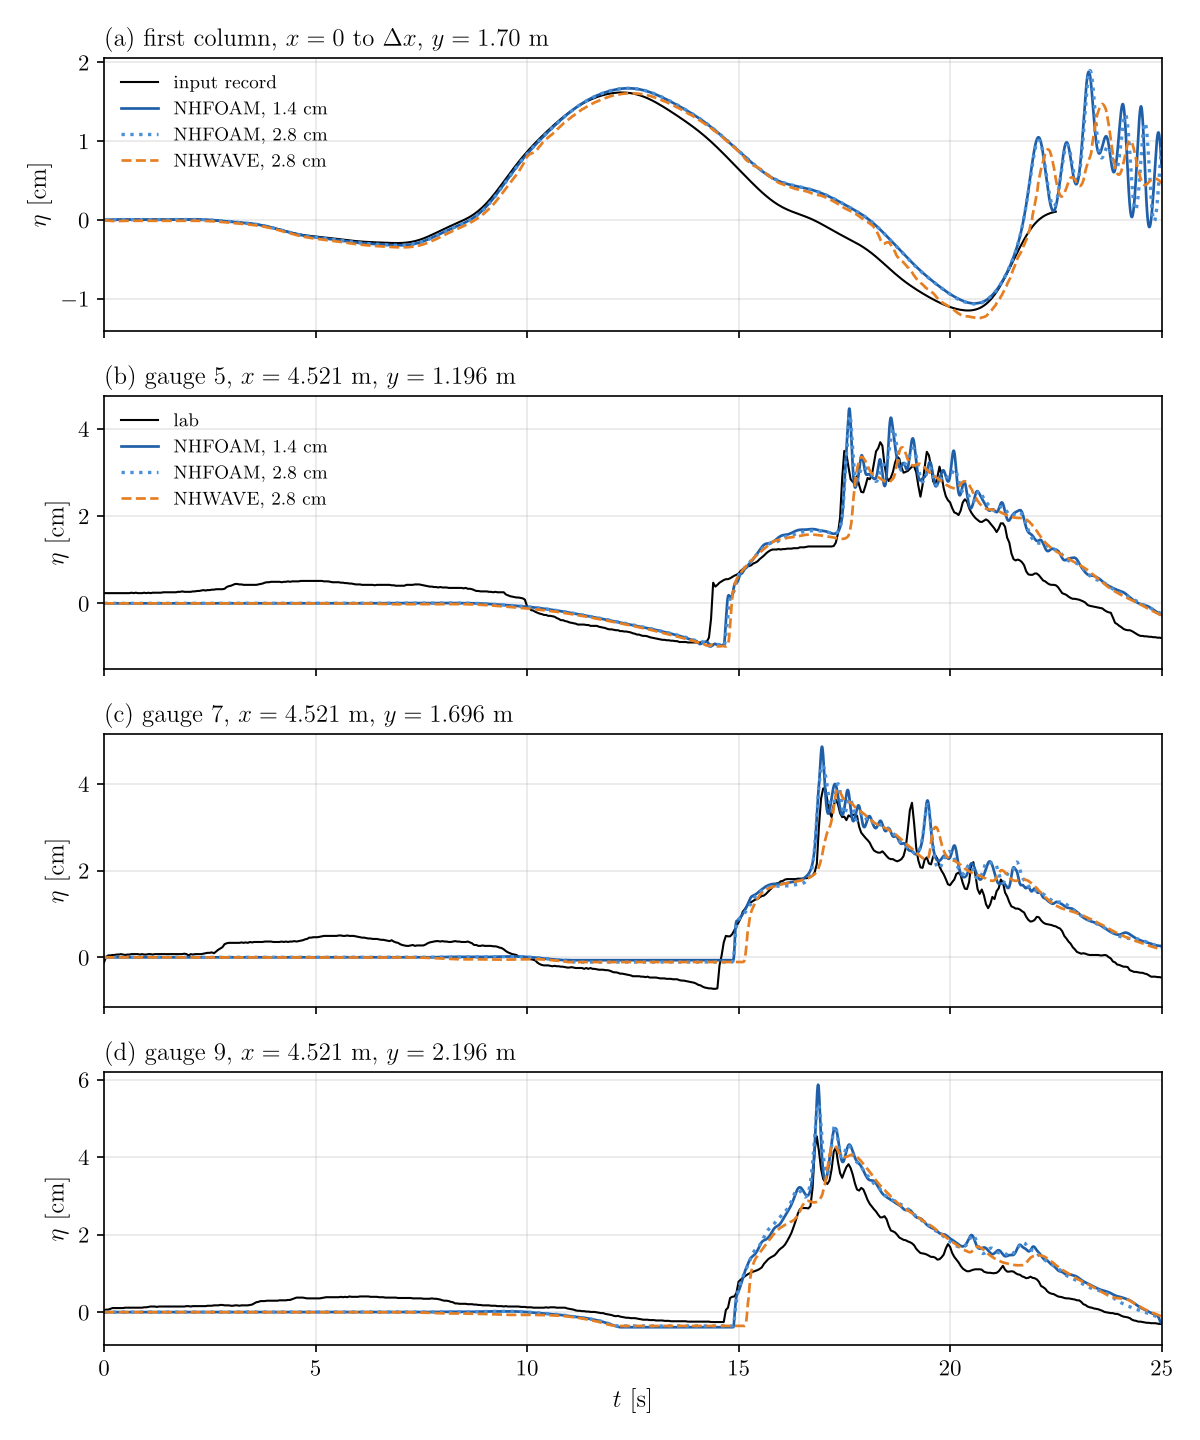 (a) first column, x = 0 to Δx, y = 1.70 m
2
1
0
−1
η [cm]
input record
NHFOAM, 1.4 cm
NHFOAM, 2.8 cm
NHWAVE, 2.8 cm
(b) gauge 5, x = 4.521 m, y = 1.196 m
4
2
0
η [cm]
lab
NHFOAM, 1.4 cm
NHFOAM, 2.8 cm
NHWAVE, 2.8 cm
(c) gauge 7, x = 4.521 m, y = 1.696 m
4
2
0
η [cm]
(d) gauge 9, x = 4.521 m, y = 2.196 m
6
4
2
0
η [cm]
0 5 10 15 20 25
t [s]